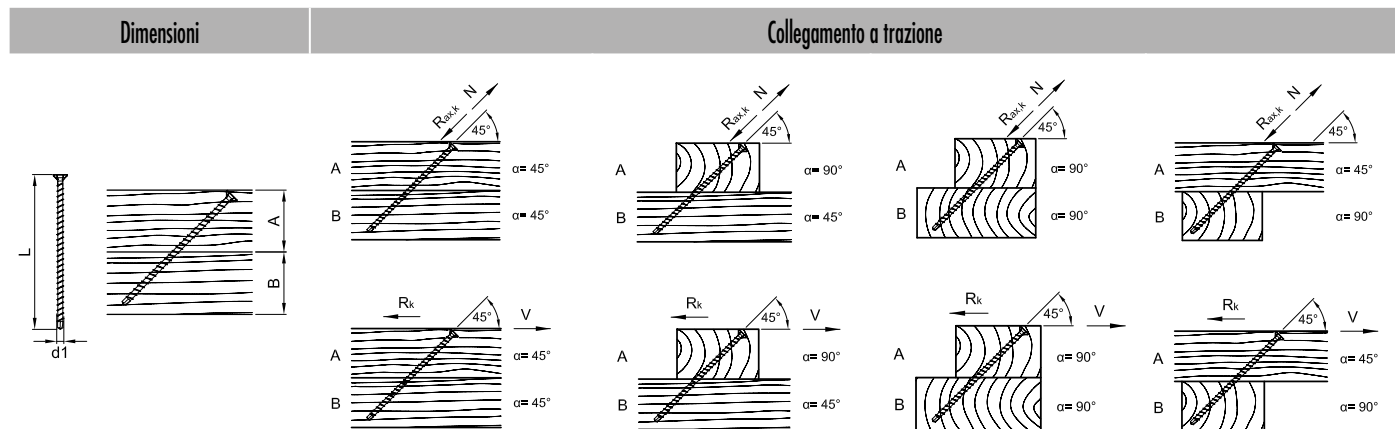 Dimensioni
Collegamento a trazione
L
d1
A
B
Rax,k N
45°
A α= 45°
B α= 45°
Rax,k N
45°
A α= 90°
B α= 45°
Rax,k N
45°
A α= 90°
B α= 90°
Rax,k N
45°
A α= 45°
B α= 90°
Rk 45° V
A α= 45°
B α= 45°
Rk 45° V
A α= 90°
B α= 45°
Rk 45° V
A α= 90°
B α= 90°
Rk 45° V
A α= 45°
B α= 90°